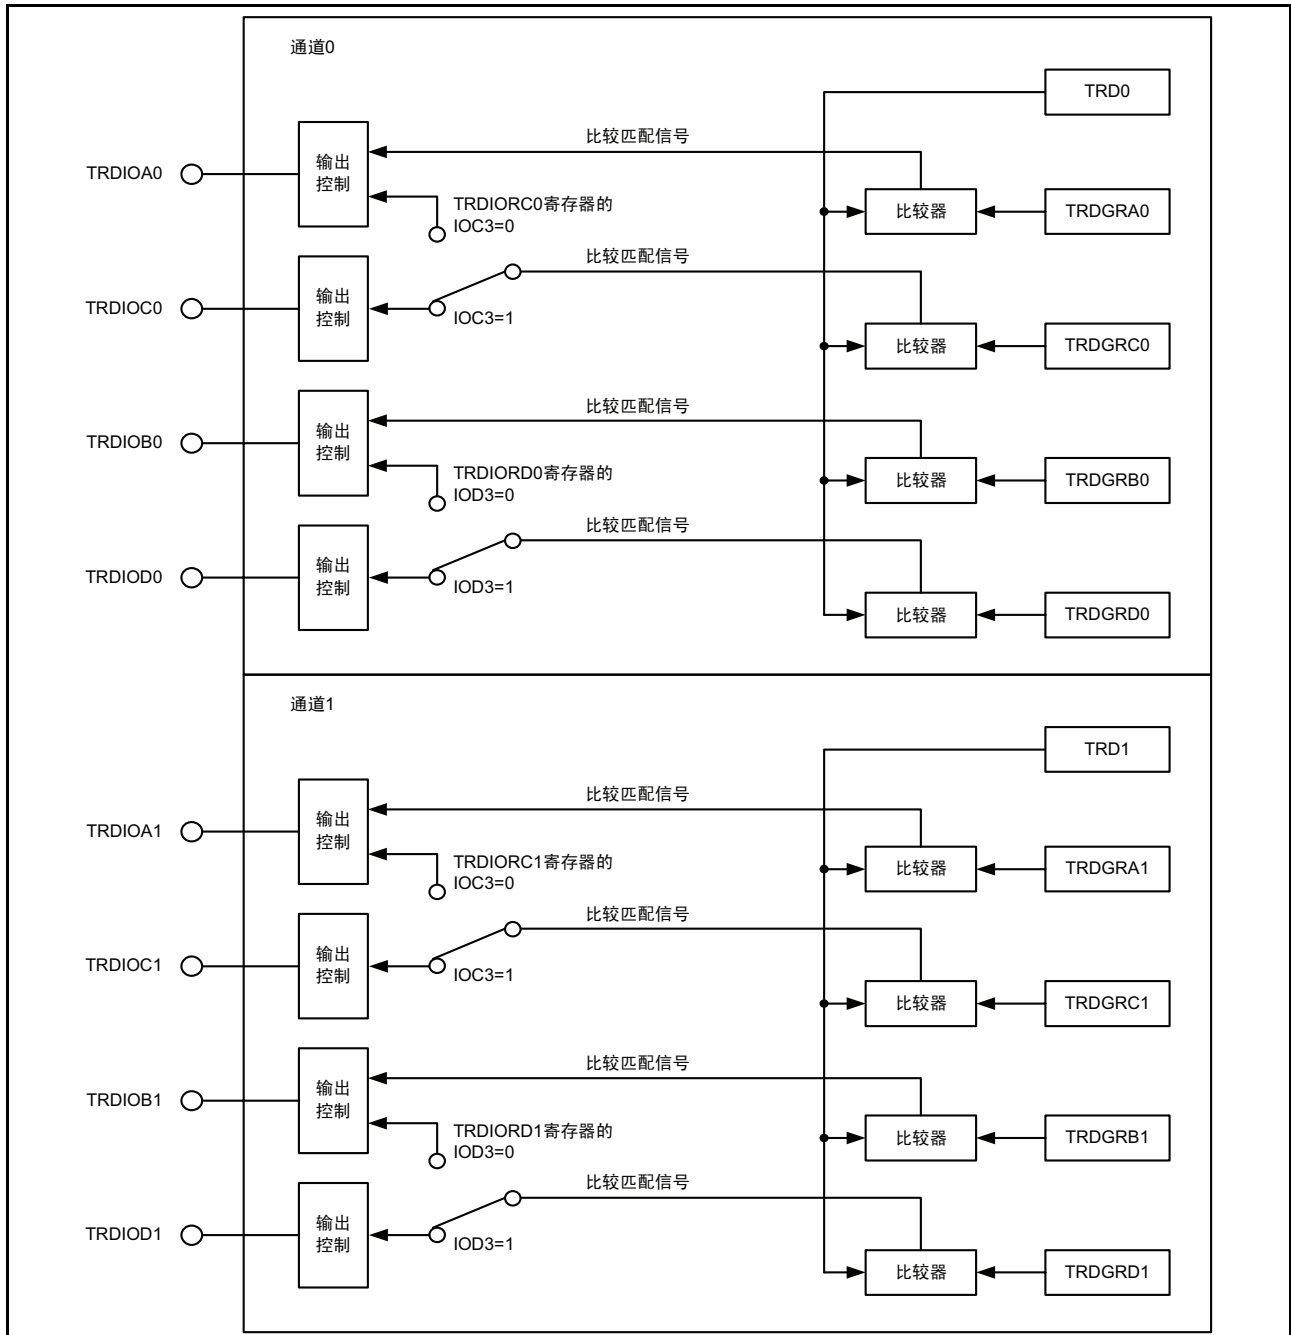 通道0
TRD0
比较匹配信号
TRDIOA0
输出
控制
TRDIORC0寄存器的
IOC3=0
比较器
TRDGRA0
比较匹配信号
TRDIOC0
输出
控制
IOC3=1
比较器
TRDGRC0
比较匹配信号
TRDIOB0
输出
控制
TRDIORD0寄存器的
IOD3=0
比较器
TRDGRB0
比较匹配信号
TRDIOD0
输出
控制
IOD3=1
比较器
TRDGRD0
通道1
TRD1
比较匹配信号
TRDIOA1
输出
控制
TRDIORC1寄存器的
IOC3=0
比较器
TRDGRA1
比较匹配信号
TRDIOC1
输出
控制
IOC3=1
比较器
TRDGRC1
比较匹配信号
TRDIOB1
输出
控制
TRDIORD1寄存器的
IOD3=0
比较器
TRDGRB1
比较匹配信号
TRDIOD1
输出
控制
IOD3=1
比较器
TRDGRD1